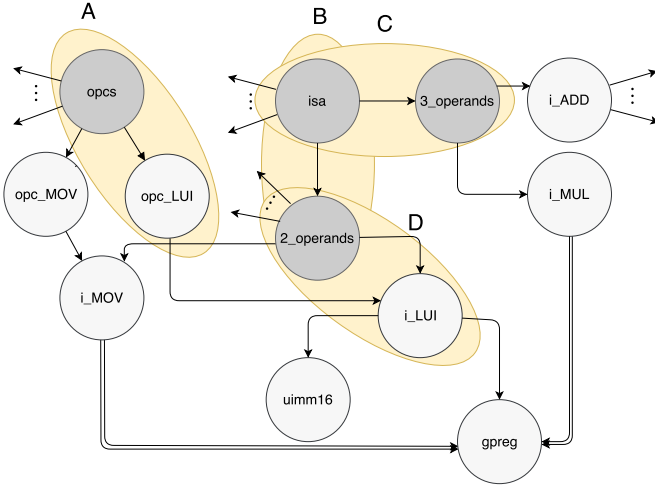 A
B
C
opcs
isa
3_operands
i_ADD
opc_MOV
opc_LUI
i_MUL
2_operands
D
i_MOV
i_LUI
uimm16
gpreg